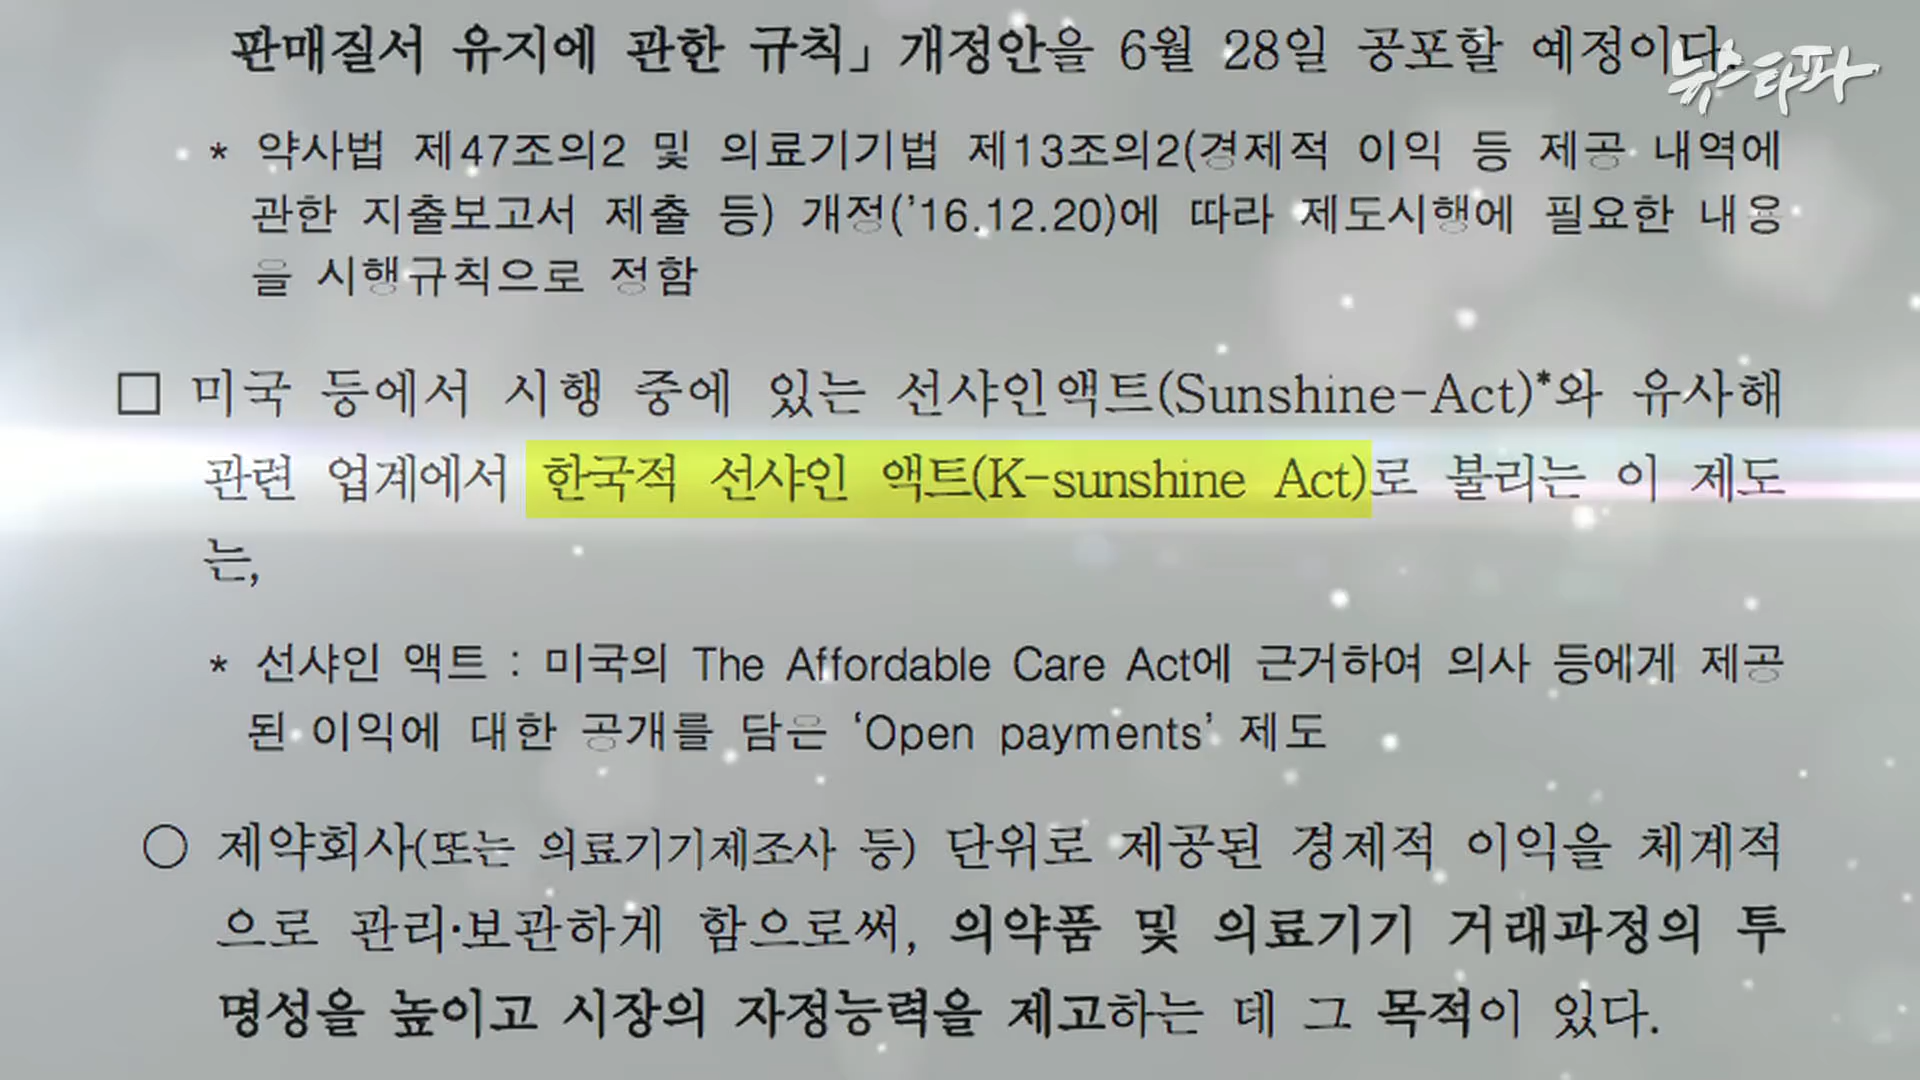 판매질서 유지에 관한 규칙」 개정안을 6월 28일 공포할 예정이다.
뉴스타파
* 약사법 제47조의2 및 의료기기법 제13조의2(경제적 이익 등 제공 내역에
관한 지출보고서 제출 등) 개정('16.12.20)에 따라 제도시행에 필요한 내용
을 시행규칙으로 정함
□ 미국 등에서 시행 중에 있는 선샤인액트(Sunshine-Act)*와 유사해
관련 업계에서 한국적 선샤인 액트(K-sunshine Act)로 불리는 이 제도
는,
* 선샤인 액트 : 미국의 The Affordable Care Act에 근거하여 의사 등에게 제공
된 이익에 대한 공개를 담은 ‘Open payments’ 제도
○ 제약회사(또는 의료기기제조사 등) 단위로 제공된 경제적 이익을 체계적
으로 관리·보관하게 함으로써, 의약품 및 의료기기 거래과정의 투
명성을 높이고 시장의 자정능력을 제고하는 데 그 목적이 있다.